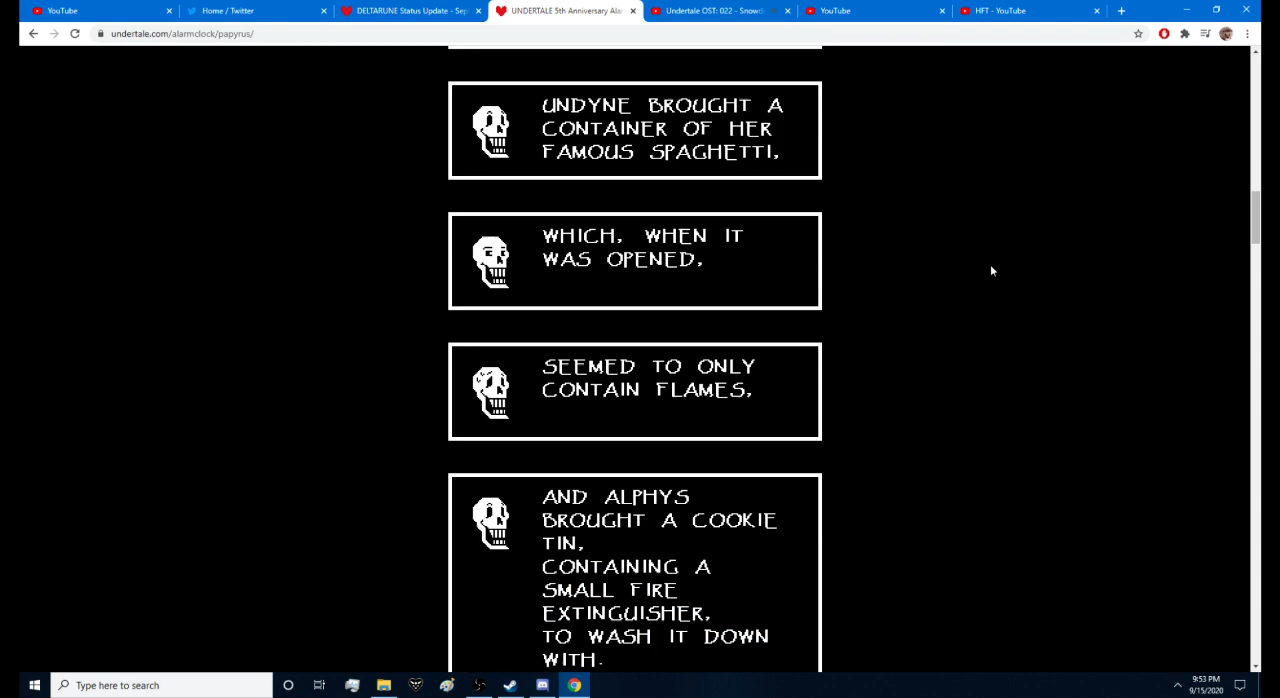 YouTube
Home / Twitter
DELTARUNE Status Update - Sep
UNDERTALE 5th Anniversary Alar
Undertale OST: 022 - Snowd
YouTube
HFT - YouTube
undertale.com/alarmclock/papyrus/
UNDYNE BROUGHT A
CONTAINER OF HER
FAMOUS SPAGHETTI,
WHICH, WHEN IT
WAS OPENED,
SEEMED TO ONLY
CONTAIN FLAMES,
AND ALPHYS
BROUGHT A COOKIE
TIN,
CONTAINING A
SMALL FIRE
EXTINGUISHER,
TO WASH IT DOWN
WITH.
Type here to search
9:53 PM
9/15/2020